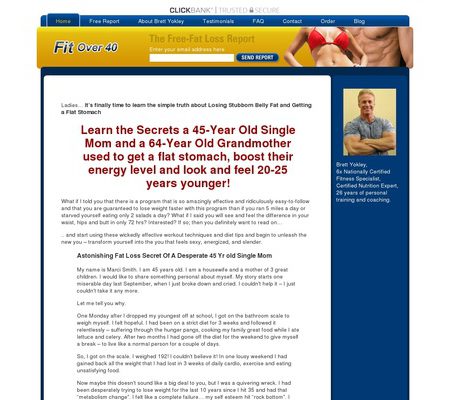 CLICKBANK® | TRUSTED SECURE
Home Free Report About Brett Yokley Testimonials FAQ Contact Order Blog
Fit Over 40
The Free-Fat Loss Report
Enter your email address here
SEND REPORT
Ladies... It's finally time to learn the simple truth about Losing Stubborn Belly Fat and Getting
a Flat Stomach
Learn the Secrets a 45-Year Old Single
Mom and a 64-Year Old Grandmother
used to get a flat stomach, boost their
energy level and look and feel 20-25
years younger!
Brett Yokley,
6x Nationally Certified
Fitness Specialist,
Certified Nutrition Expert,
26 years of personal
training and coaching.
What if I told you that there is a program that is so amazingly effective and ridiculously easy-to-follow
and that you are guaranteed to lose weight faster with this program than if you ran 5 miles a day or
starved yourself eating only 2 salads a day? What if I said you will see and feel the difference in your
waist, hips and butt in only 72 hrs? Interested? If so, then you definitely want to read on...
.. and start using these wickedly effective workout techniques and diet tips and begin to unleash the
new you – transform yourself into the you that feels sexy, energized, and slender.
Astonishing Fat Loss Secret Of A Desperate 45 Yr old Single Mom
My name is Marci Smith. I am 45 years old. I am a housewife and a mother of 3 great
children. I would like to share something personal about myself. My story starts one
miserable day last September, when I just broke down and cried. I couldn't help it – I just
couldn't take it any more.
Let me tell you why.
One Monday after I dropped my youngest off at school, I got on the bathroom scale to
weigh myself. I felt hopeful. I had been on a strict diet for 3 weeks and followed it
relentlessly – suffering through the hunger pangs, cooking my family great food while I ate
lettuce and celery. After two months I had gone off the diet for the weekend to give myself
a break – to live like a normal person for a couple of days.
So, I got on the scale. I weighed 192! I couldn't believe it! In one lousy weekend I had
gained back all the weight that I had lost in 3 weeks of daily cardio, exercise and eating
unsatisfying food.
Now maybe this doesn't sound like a big deal to you, but I was a quivering wreck. I had
been desperately trying to lose weight for the last 10 years since I hit 35 and had that
"metabolism change". I felt like a complete failure... my self esteem hit "rock bottom". I